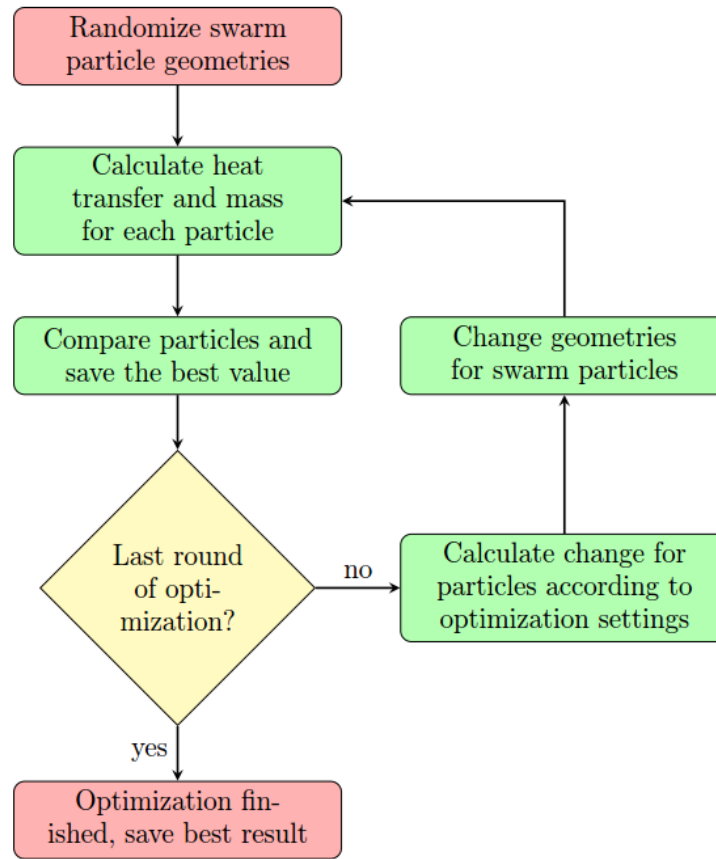 Randomize swarm
particle geometries
Calculate heat
transfer and mass
for each particle
Compare particles and
save the best value
Change geometries
for swarm particles
Last round
of opti-
mization?
no
Calculate change for
particles according to
optimization settings
yes
Optimization fin-
ished, save best result